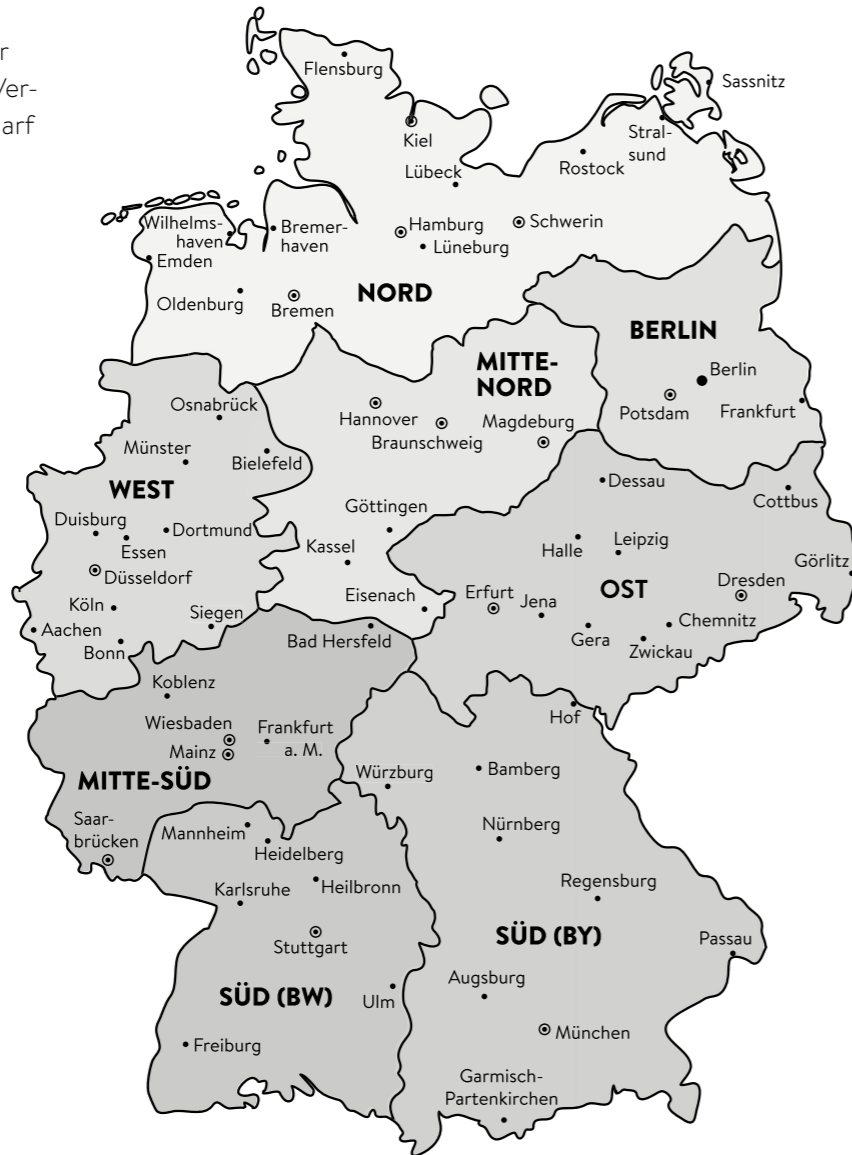 r
Ver-
arf
Flensburg
Sassnitz
Kiel
Stral-
sund
Rostock
Lübeck
Wilhelms-
haven
Bremer-
haven
Hamburg
Schwerin
Lüneburg
Emden
Oldenburg
Bremen
NORD
BERLIN
MITTE-
NORD
Berlin
Potsdam
Frankfurt
Osnabrück
Hannover
Braunschweig
Magdeburg
Münster
Bielefeld
WEST
Dessau
Cottbus
Duisburg
Dortmund
Essen
Göttingen
Halle
Leipzig
Kassel
Görlitz
Düsseldorf
OST
Dresden
Erfurt
Eisenach
Jena
Köln
Siegen
Chemnitz
Aachen
Bonn
Bad Hersfeld
Gera
Zwickau
Koblenz
Hof
Wiesbaden
Frankfurt
a. M.
Mainz
MITTE-SÜD
Würzburg
Bamberg
Saar-
brücken
Mannheim
Nürnberg
Heidelberg
Karlsruhe
Heilbronn
Regensburg
Stuttgart
SÜD (BY)
Passau
SÜD (BW)
Ulm
Augsburg
Freiburg
München
Garmisch-
Partenkirchen